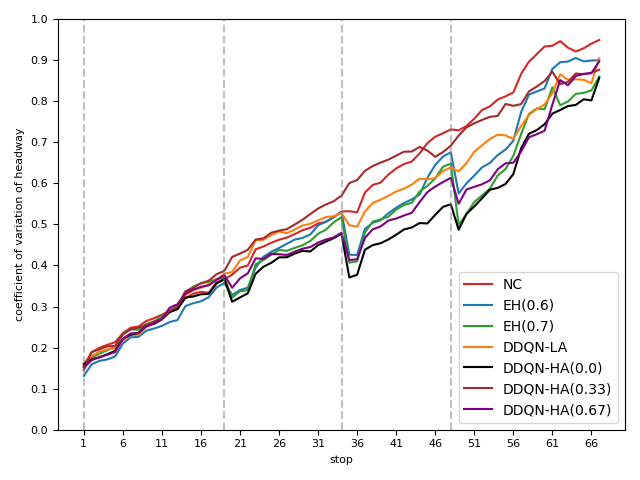 1.0
0.9
0.8
0.7
0.6
0.5
0.4
0.3
0.2
0.1
0.0
coefficient of variation of headway
1 6 11 16 21 26 31 36 41 46 51 56 61 66
stop
NC
EH(0.6)
EH(0.7)
DDQN-LA
DDQN-HA(0.0)
DDQN-HA(0.33)
DDQN-HA(0.67)